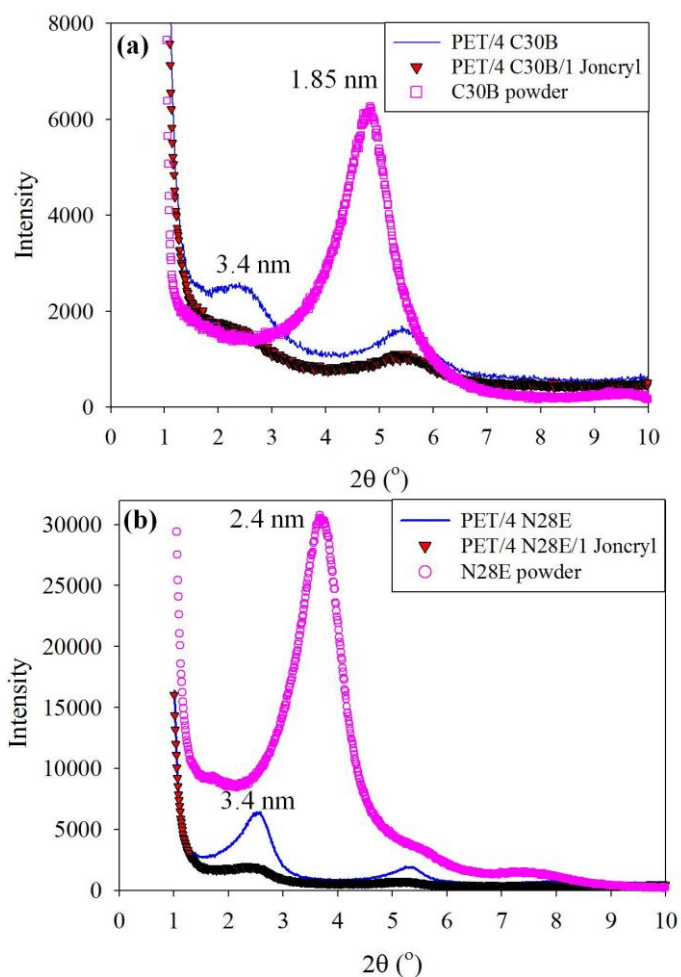 (a)
PET/4 C30B
PET/4 C30B/1 Joncryl
C30B powder
1.85 nm
3.4 nm
Intensity
8000
6000
4000
2000
0
0 1 2 3 4 5 6 7 8 9 10
2θ (°)
(b)
PET/4 N28E
PET/4 N28E/1 Joncryl
N28E powder
2.4 nm
3.4 nm
Intensity
30000
25000
20000
15000
10000
5000
0
0 1 2 3 4 5 6 7 8 9 10
2θ (°)